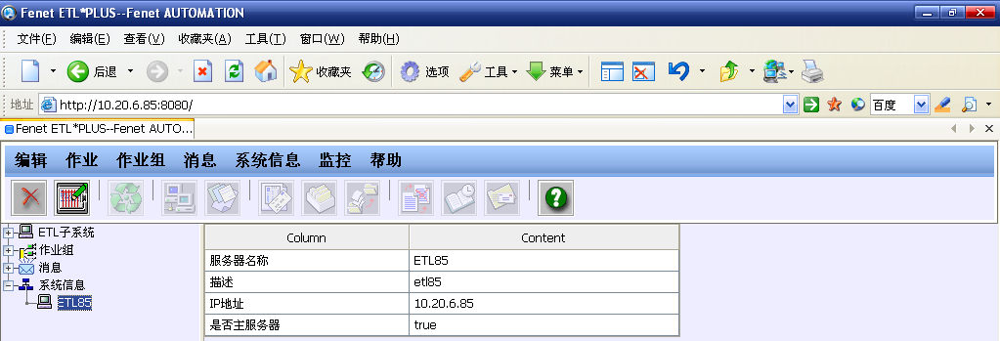 Fenet ETL*PLUS--Fenet AUTOMATION
文件(F) 编辑(E) 查看(V) 收藏夹(A) 工具(T) 窗口(W) 帮助(H)
后退 收藏夹 选项 工具 菜单
地址 http://10.20.6.85:8080/ 百度
Fenet ETL*PLUS--Fenet AUTO...
编辑 作业 作业组 消息 系统信息 监控 帮助
ETL子系统
作业组
消息
系统信息
ETL85
Column Content
服务器名称 ETL85
描述 etl85
IP地址 10.20.6.85
是否主服务器 true